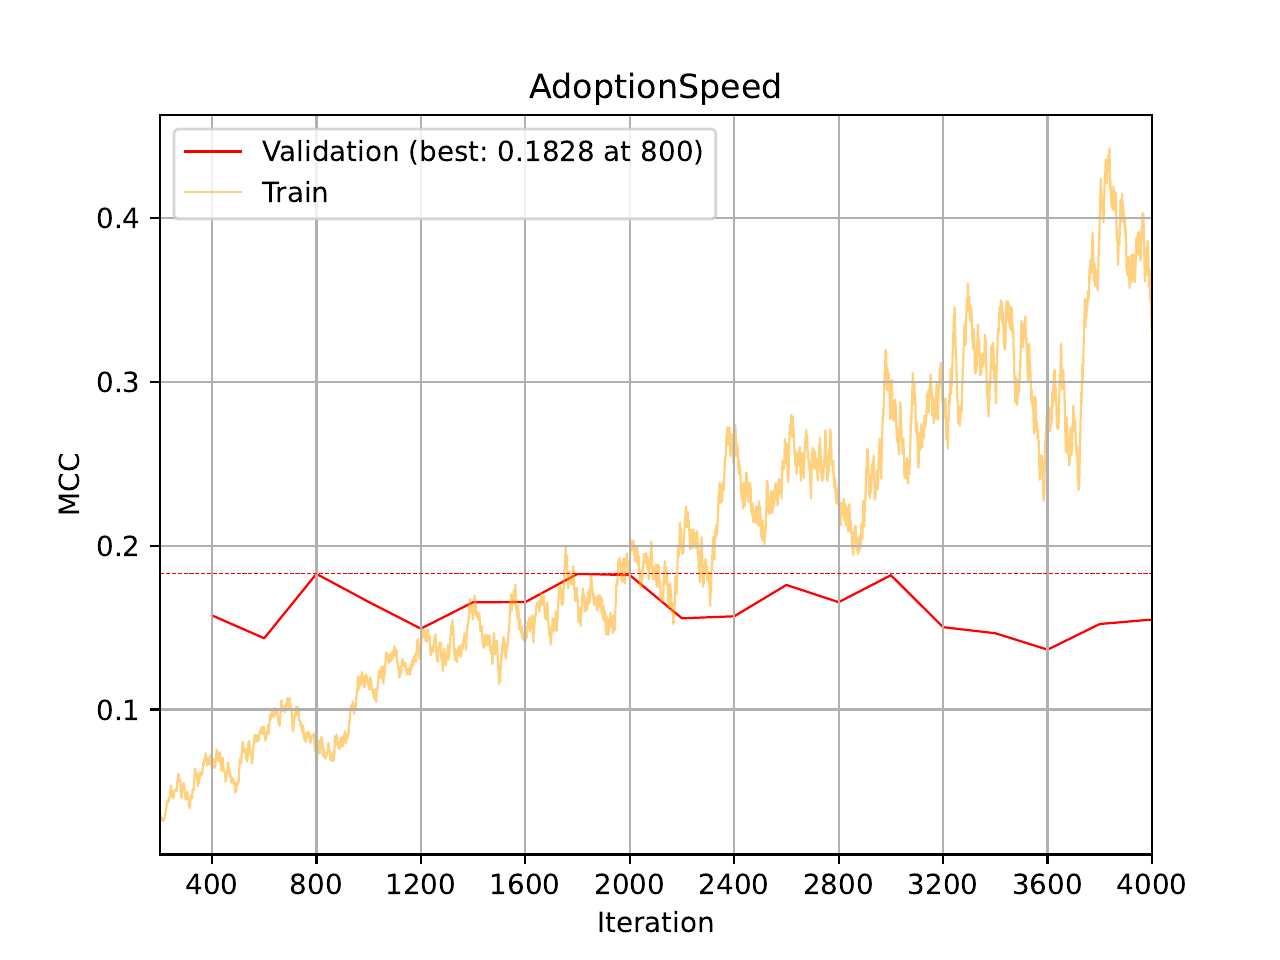 AdoptionSpeed
Validation (best: 0.1828 at 800)
Train
0.4
0.3
0.2
0.1
MCC
400 800 1200 1600 2000 2400 2800 3200 3600 4000
Iteration